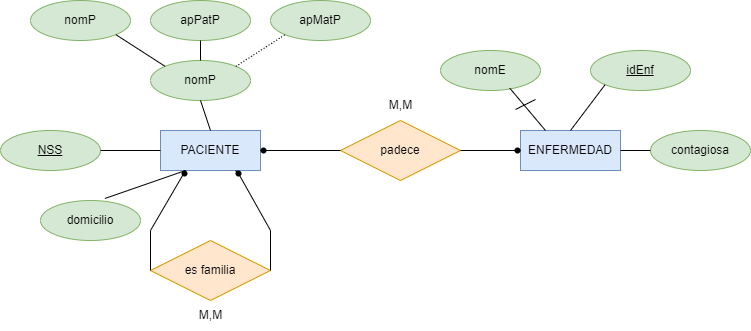 nomP
apPatP
apMatP
nomP
nomE
idEnf
M,M
NSS
PACIENTE
padece
ENFERMEDAD
contagiosa
domicilio
es familia
M,M